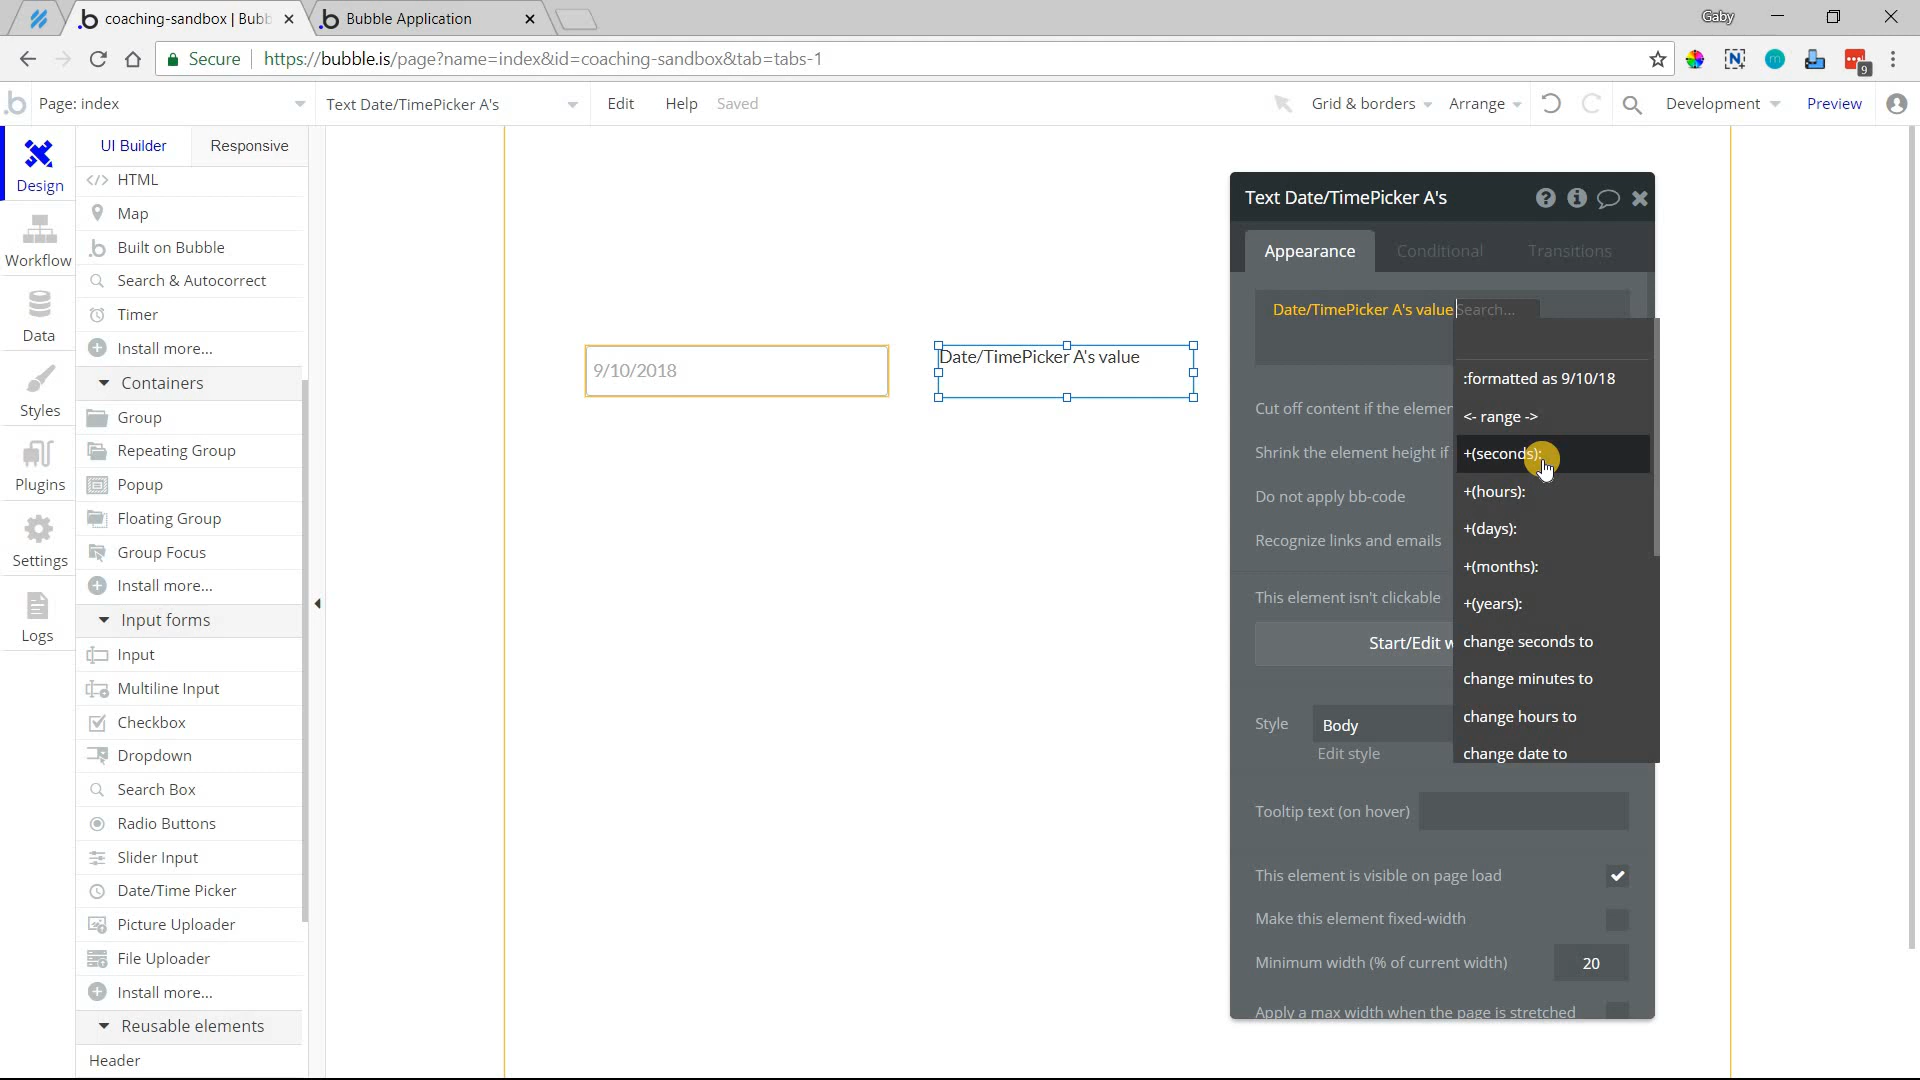 coaching-sandbox | Bubb
Bubble Application
Gaby
Secure
https://bubble.is/page?name=index&id=coaching-sandbox&tab=tabs-1
9
Page: index
Text Date/TimePicker A's
Edit
Help
Saved
Grid & borders
Arrange
Development
Preview
Design
Workflow
Data
Styles
Plugins
Settings
Logs
UI Builder
Responsive
HTML
Map
Built on Bubble
Search & Autocorrect
Timer
Install more...
Containers
Group
Repeating Group
Popup
Floating Group
Group Focus
Install more...
Input forms
Input
Multiline Input
Checkbox
Dropdown
Search Box
Radio Buttons
Slider Input
Date/Time Picker
Picture Uploader
File Uploader
Install more...
Reusable elements
Header
9/10/2018
Date/TimePicker A's value
Text Date/TimePicker A's
Appearance
Conditional
Transitions
Date/TimePicker A's value
Search...
:formatted as 9/10/18
<- range ->
+(seconds):
+(hours):
+(days):
+(months):
+(years):
change seconds to
change minutes to
change hours to
change date to
Cut off content if the elemen
Shrink the element height if
Do not apply bb-code
Recognize links and emails
This element isn't clickable
Start/Edit w
Style
Body
Edit style
Tooltip text (on hover)
This element is visible on page load
Make this element fixed-width
Minimum width (% of current width)
20
Apply a max width when the page is stretched